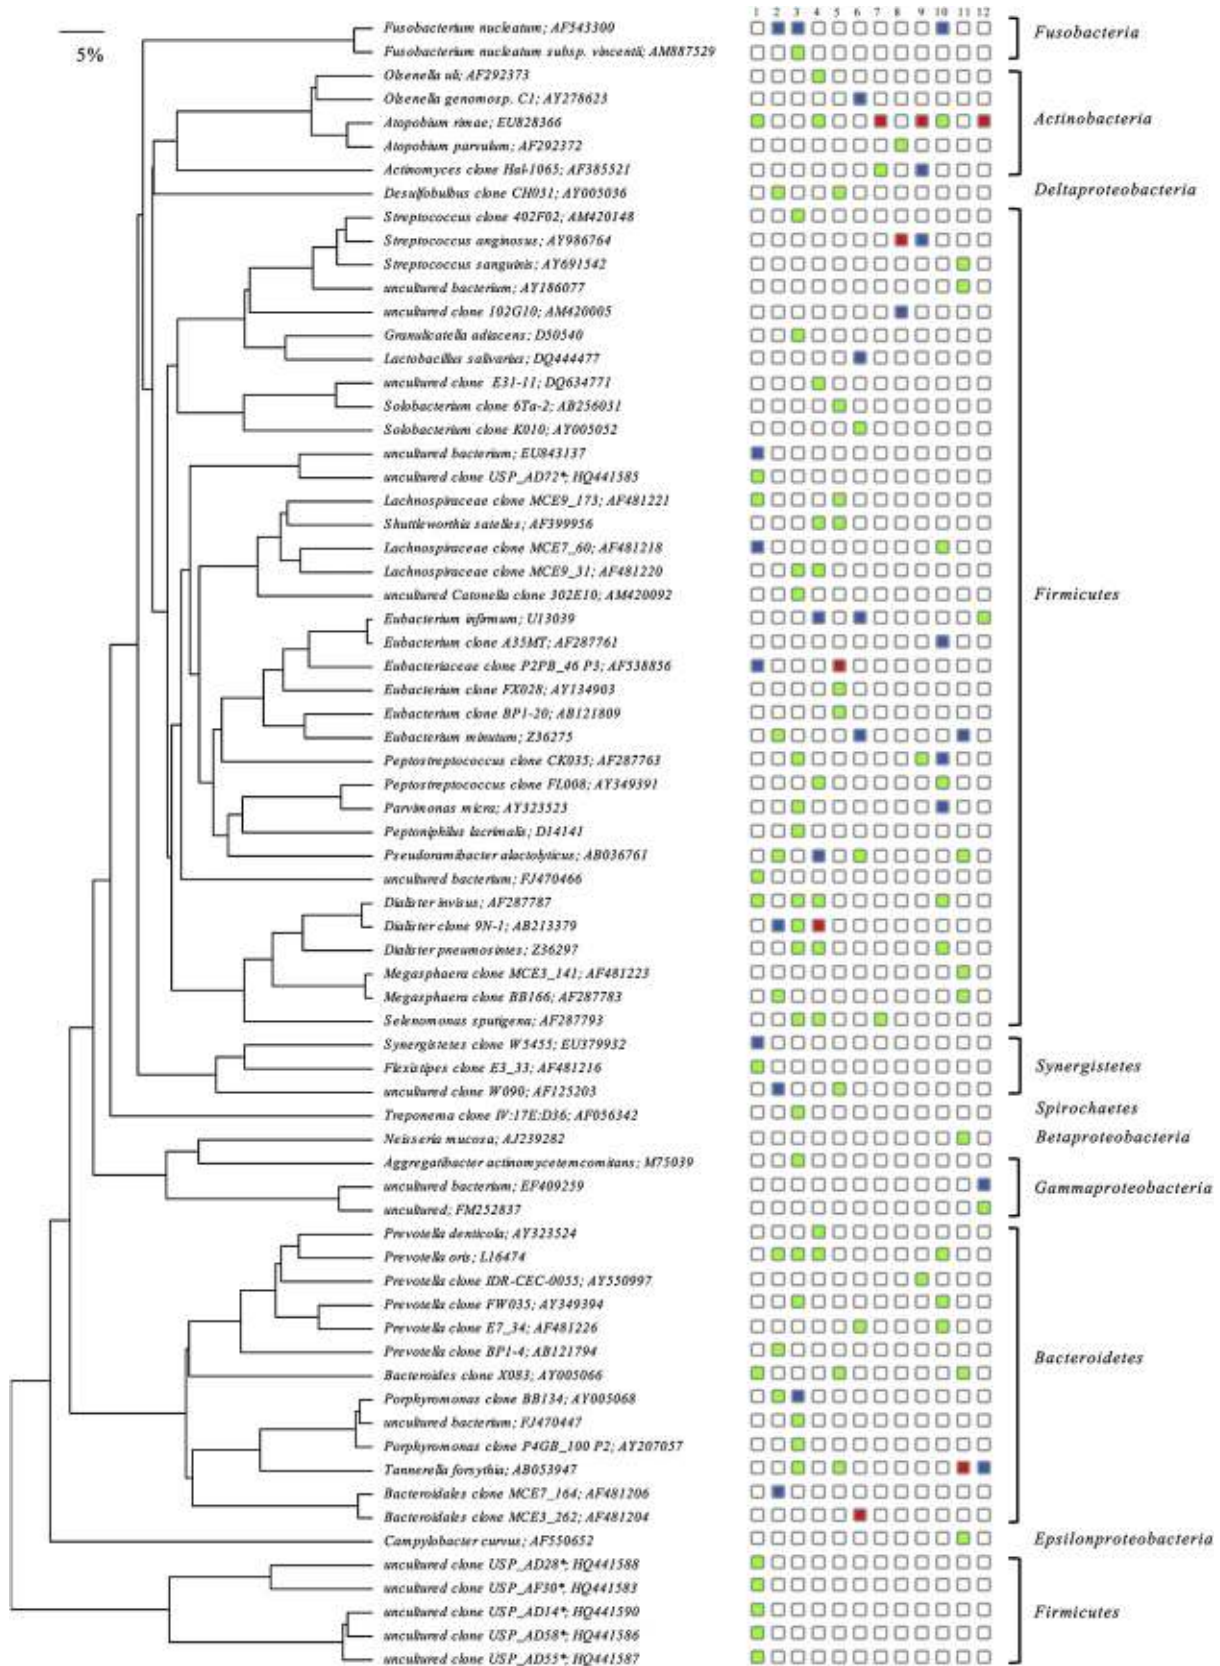 1 2 3 4 5 6 7 8 9 10 11 12
5%
Fusobacterium nucleatum; AF543300
Fusobacterium nucleatum subsp. vincentii; AM887529
Fusobacteria
Olsenella uli; AF292373
Olsenella genomosp. C1; AY278623
Atopobium rimae; EU828366
Atopobium parvulum; AF292372
Actinomyces clone Hal-1065; AF385521
Actinobacteria
Desulfobulbus clone CH031; AY005036
Deltaproteobacteria
Streptococcus clone 402F02; AM420148
Streptococcus anginosus; AY986764
Streptococcus sanguinis; AY691542
uncultured bacterium; AY186077
uncultured clone 102G10; AM420005
Granulicatella adiacens; D50540
Lactobacillus salivarius; DQ444477
uncultured clone E31-11; DQ634771
Solobacterium clone 6Ta-2; AB256031
Solobacterium clone K010; AY005052
uncultured bacterium; EU843137
uncultured clone USP_AD72*; HQ441585
Lachnospiraceae clone MCE9_173; AF481221
Shuttleworthia satelles; AF399956
Lachnospiraceae clone MCE7_60; AF481218
Lachnospiraceae clone MCE9_31; AF481220
uncultured Catonella clone 302E10; AM420092
Eubacterium infirmum; U13039
Eubacterium clone A35MT; AF287761
Eubacteriaceae clone P2PB_46 P3; AF538856
Eubacterium clone FX028; AY134903
Eubacterium clone BP1-20; AB121809
Eubacterium minutum; Z36275
Peptostreptococcus clone CK035; AF287763
Peptostreptococcus clone FL008; AY349391
Parvimonas micra; AY323523
Peptoniphilus lacrimalis; D14141
Pseudoramibacter alactolyticus; AB036761
uncultured bacterium; FJ470466
Dialister invisus; AF287787
Dialister clone 9N-1; AB213379
Dialister pneumosintes; Z36297
Megasphaera clone MCE3_141; AF481223
Megasphaera clone BB166; AF287783
Selenomonas sputigena; AF287793
Firmicutes
Synergistetes clone W5455; EU379932
Flexistipes clone E3_33; AF481216
uncultured clone W090; AF125203
Synergistetes
Treponema clone IV:17E:D36; AF056342
Spirochaetes
Neisseria mucosa; AJ239282
Betaproteobacteria
Aggregatibacter actinomycetemcomitans; M75039
uncultured bacterium; EF409259
uncultured; FM252837
Gammaproteobacteria
Prevotella denticola; AY323524
Prevotella oris; L16474
Prevotella clone IDR-CEC-0055; AY550997
Prevotella clone FW035; AY349394
Prevotella clone E7_34; AF481226
Prevotella clone BP1-4; AB121794
Bacteroides clone X083; AY005066
Porphyromonas clone BB134; AY005068
uncultured bacterium; FJ470447
Porphyromonas clone P4GB_100 P2; AY207057
Tannerella forsythia; AB053947
Bacteroidales clone MCE7_164; AF481206
Bacteroidales clone MCE3_262; AF481204
Bacteroidetes
Campylobacter curvus; AF550652
Epsilonproteobacteria
uncultured clone USP_AD28*; HQ441588
uncultured clone USP_AF30*; HQ441583
uncultured clone USP_AD14*; HQ441590
uncultured clone USP_AD58*; HQ441586
uncultured clone USP_AD55*; HQ441587
Firmicutes